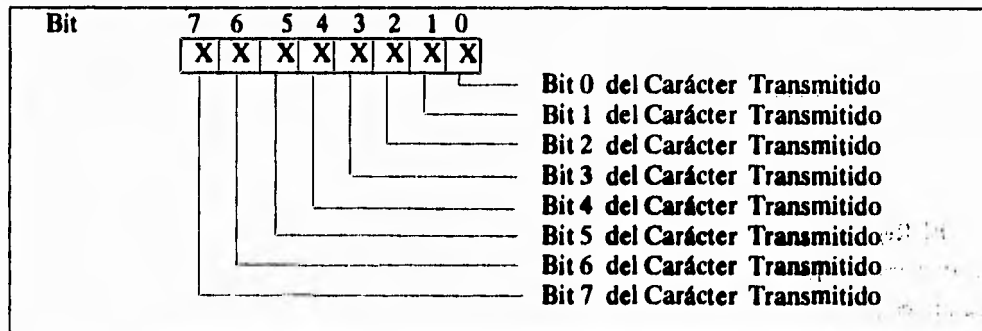 Bit 7 6 5 4 3 2 1 0
X X X X X X X X
Bit 0 del Carácter Transmitido
Bit 1 del Carácter Transmitido
Bit 2 del Carácter Transmitido
Bit 3 del Carácter Transmitido
Bit 4 del Carácter Transmitido
Bit 5 del Carácter Transmitido
Bit 6 del Carácter Transmitido
Bit 7 del Carácter Transmitido